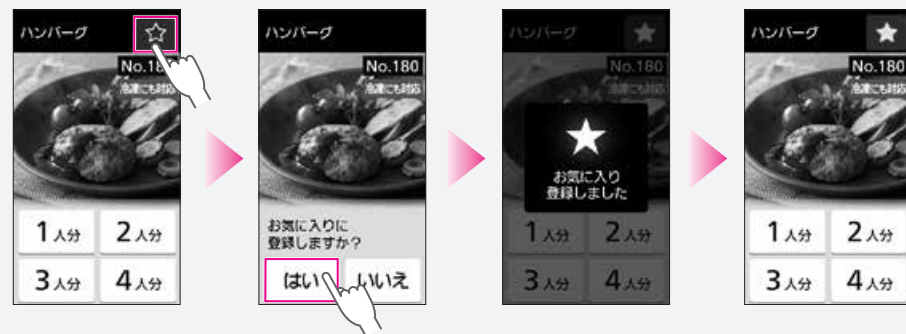 ハンバーグ
No.18
1人分 2人分
3人分 4人分
ハンバーグ
No.180
冷凍にも対応
お気に入りに
登録しますか?
はい いいえ
ハンバーグ
No.180
冷凍にも対応
お気に入り
登録しました
1人分 2人分
3人分 4人分
ハンバーグ
No.180
冷凍にも対応
1人分 2人分
3人分 4人分